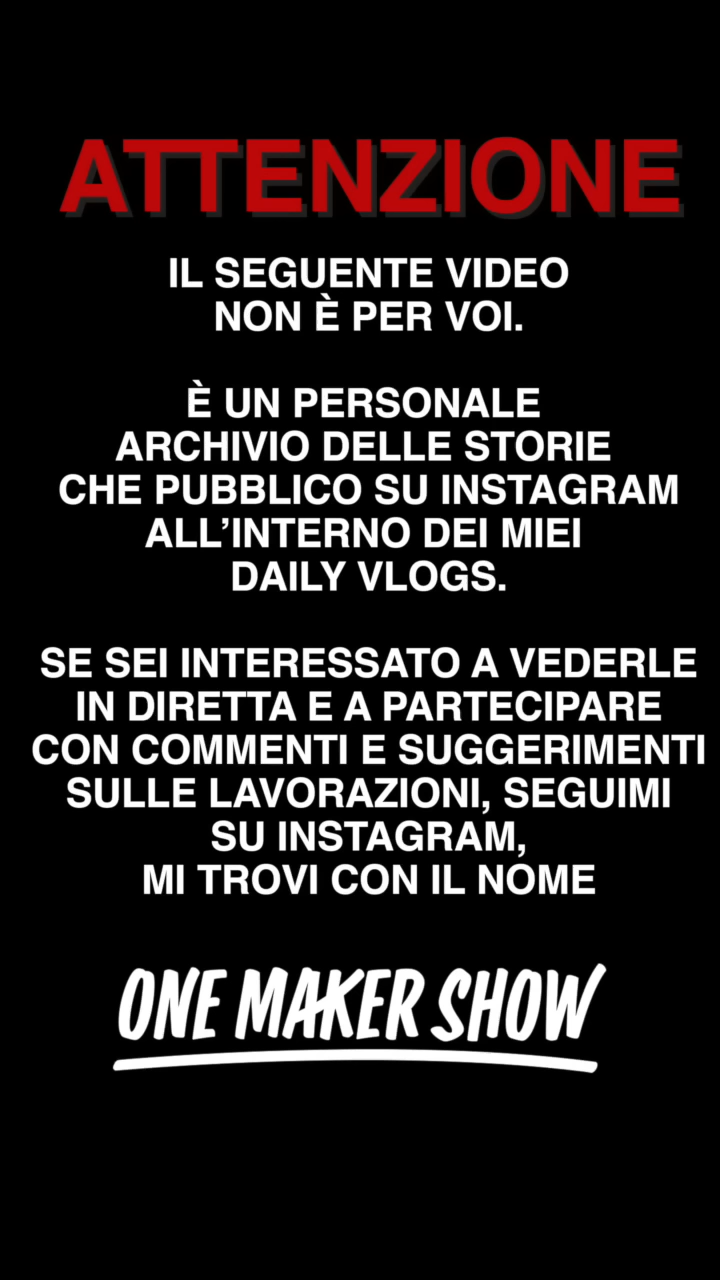 ATTENZIONE
IL SEGUENTE VIDEO
NON È PER VOI.
È UN PERSONALE
ARCHIVIO DELLE STORIE
CHE PUBBLICO SU INSTAGRAM
ALL’INTERNO DEI MIEI
DAILY VLOGS.
SE SEI INTERESSATO A VEDERLE
IN DIRETTA E A PARTECIPARE
CON COMMENTI E SUGGERIMENTI
SULLE LAVORAZIONI, SEGUIMI
SU INSTAGRAM,
MI TROVI CON IL NOME
ONE MAKER SHOW